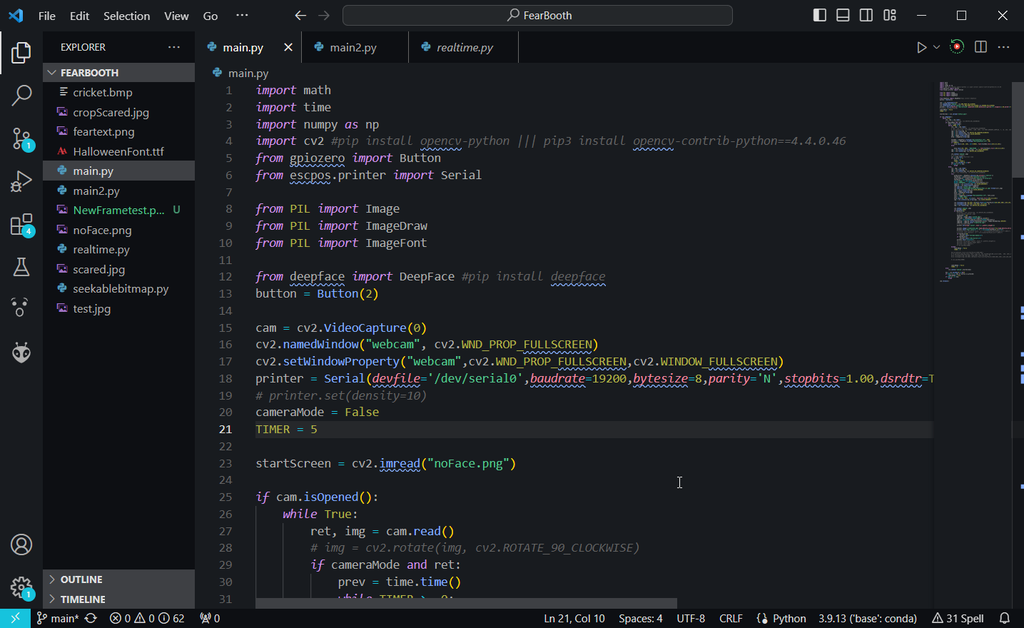 File Edit Selection View Go ··· FearBooth
EXPLORER ···
main.py
main2.py
realtime.py
FEARBOOTH
cricket.bmp
cropScared.jpg
feartext.png
HalloweenFont.ttf
main.py
main2.py
NewFrametest.p... U
noFace.png
realtime.py
scared.jpg
seekablebitmap.py
test.jpg
OUTLINE
TIMELINE
1
4
1
main.py
1 import math
2 import time
3 import numpy as np
4 import cv2 #pip install opencv-python ||| pip3 install opencv-contrib-python==4.4.0.46
5 from gpiozero import Button
6 from escpos.printer import Serial
7
8 from PIL import Image
9 from PIL import ImageDraw
10 from PIL import ImageFont
11
12 from deepface import DeepFace #pip install deepface
13 button = Button(2)
14
15 cam = cv2.VideoCapture(0)
16 cv2.namedWindow("webcam", cv2.WND_PROP_FULLSCREEN)
17 cv2.setWindowProperty("webcam",cv2.WND_PROP_FULLSCREEN,cv2.WINDOW_FULLSCREEN)
18 printer = Serial(devfile='/dev/serial0',baudrate=19200,bytesize=8,parity='N',stopbits=1.00,dsrdtr=T
19 # printer.set(density=10)
20 cameraMode = False
21 TIMER = 5
22
23 startScreen = cv2.imread("noFace.png")
24
25 if cam.isOpened():
26 while True:
27 ret, img = cam.read()
28 # img = cv2.rotate(img, cv2.ROTATE_90_CLOCKWISE)
29 if cameraMode and ret:
30 prev = time.time()
31 while TIMER >= 0:
main* 0 0 62 0 Ln 21, Col 10 Spaces: 4 UTF-8 CRLF Python 3.9.13 ('base': conda) 31 Spell